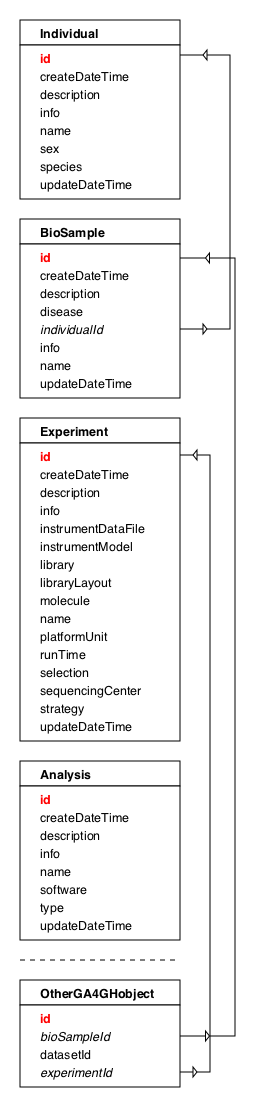 Individual
id
createDateTime
description
info
name
sex
species
updateDateTime
BioSample
id
createDateTime
description
disease
individualId
info
name
updateDateTime
Experiment
id
createDateTime
description
info
instrumentDataFile
instrumentModel
library
libraryLayout
molecule
name
platformUnit
runTime
selection
sequencingCenter
strategy
updateDateTime
Analysis
id
createDateTime
description
info
name
software
type
updateDateTime
OtherGA4GHobject
id
bioSampleId
datasetId
experimentId